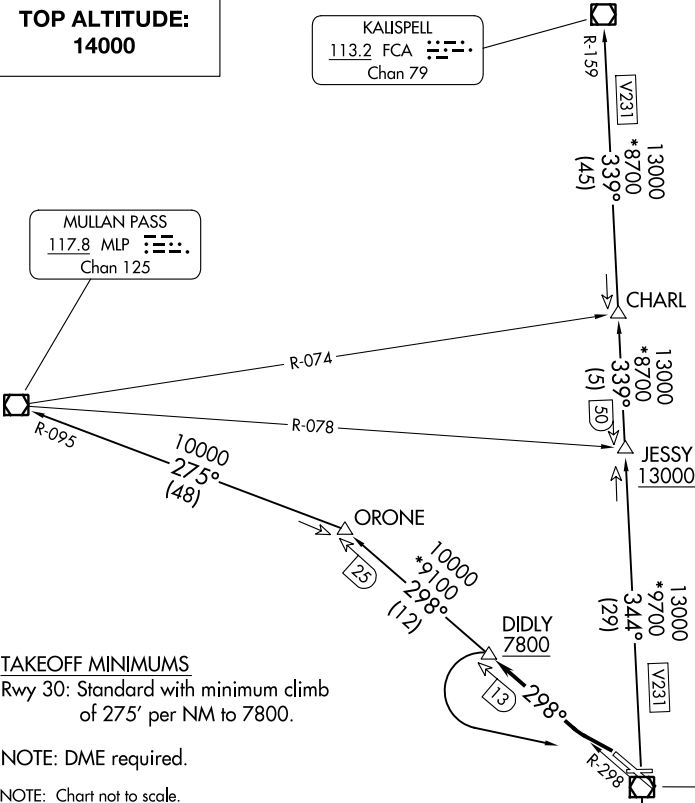 TOP ALTITUDE:
14000
KALISPELL
113.2 FCA
Chan 79
R-159
V231
13000
*8700
339°
(45)
MULLAN PASS
117.8 MLP
Chan 125
CHARL
R-074
13000
*8700
339°
(5)
50
R-078
R-095
JESSY
13000
10000
275°
(48)
ORONE
25
10000
*9100
298°
(12)
13000
*9700
344°
(29)
V231
DIDLY
7800
13
298°
R-298
TAKEOFF MINIMUMS
Rwy 30: Standard with minimum climb
of 275' per NM to 7800.
NOTE: DME required.
NOTE: Chart not to scale.